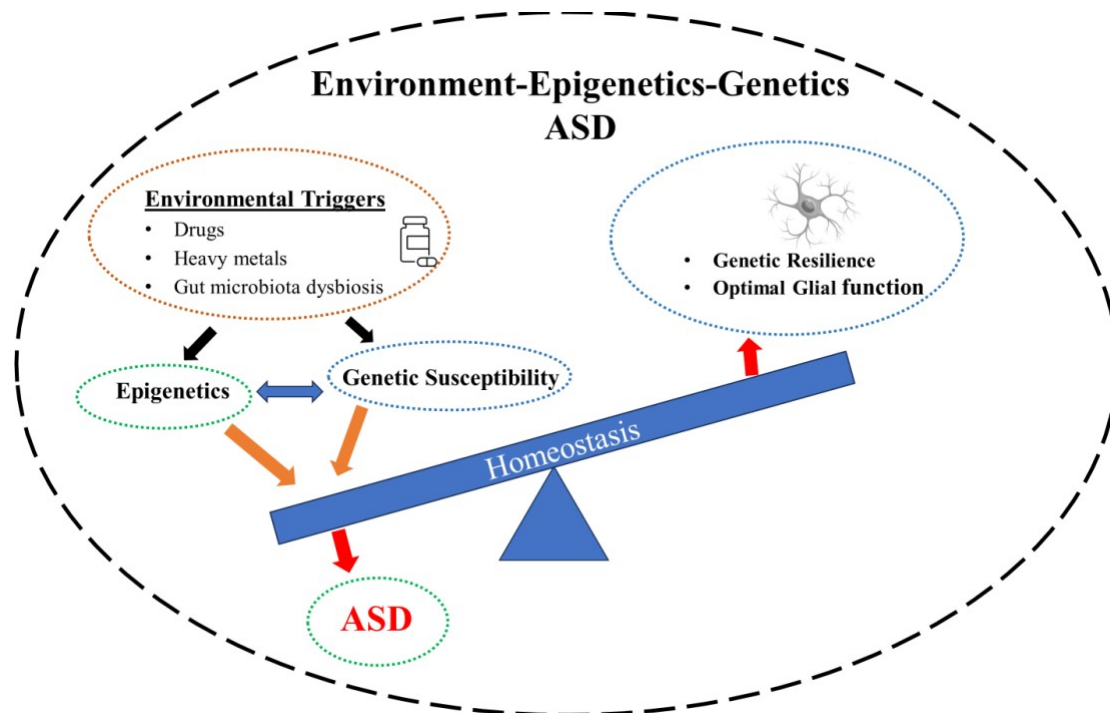 Environment-Epigenetics-Genetics
ASD
Environmental Triggers
• Drugs
• Heavy metals
• Gut microbiota dysbiosis
• Genetic Resilience
• Optimal Glial function
Epigenetics
Genetic Susceptibility
Homeostasis
ASD